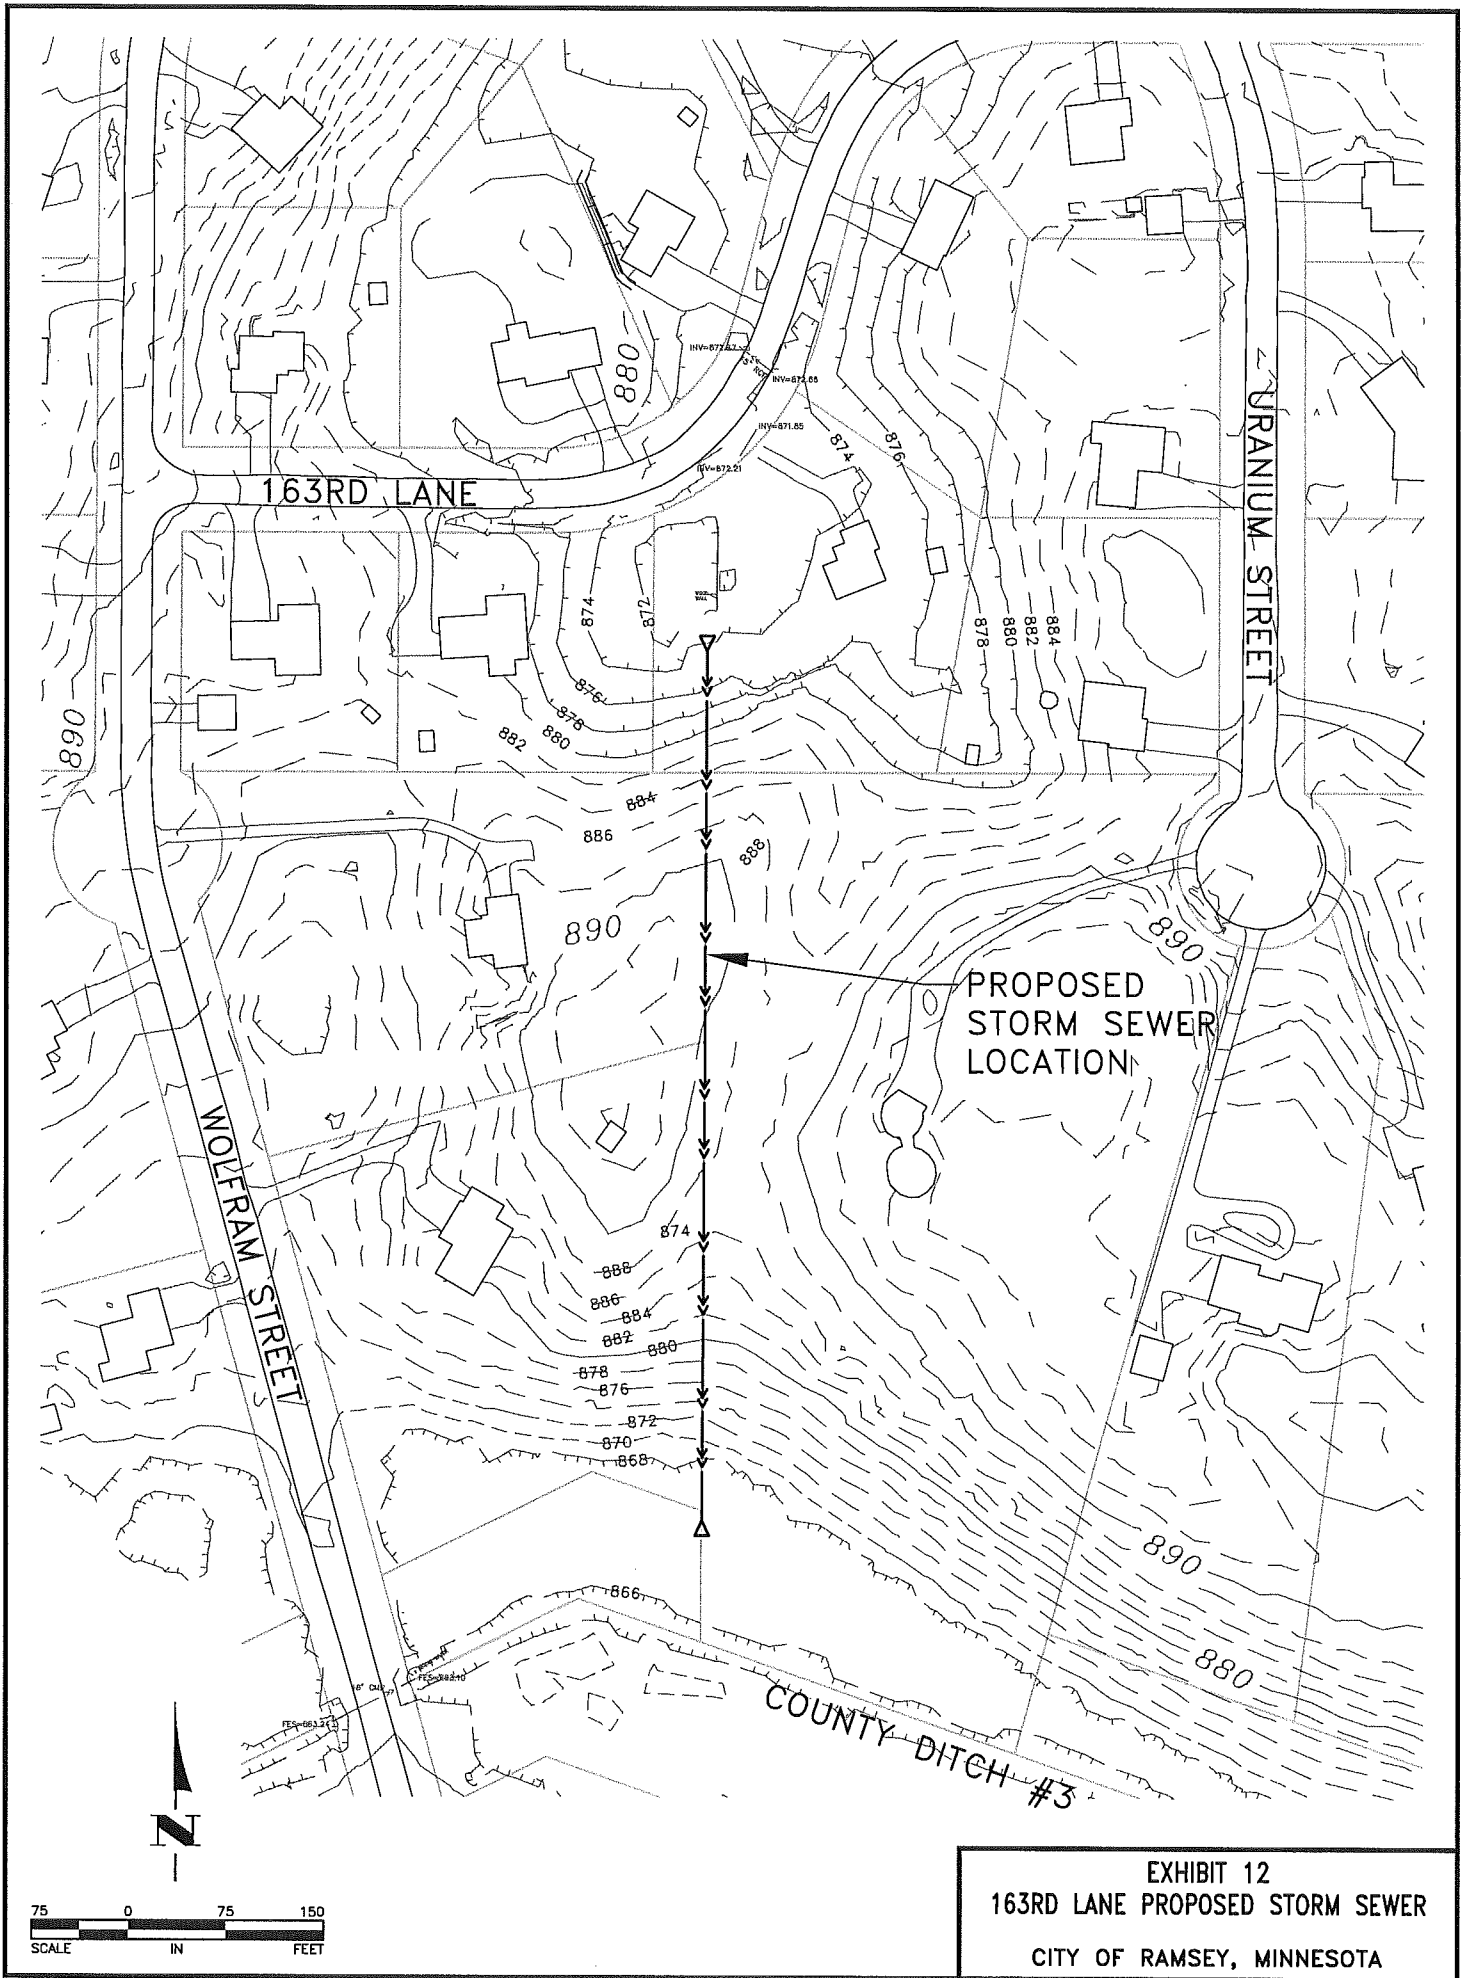 880
INV=872.21
INV=872.66
INV=871.85
163RD LANE
URANIUM STREET
874
876
874
872
878
880
882
884
876
878
880
882
890
884
886
888
890
890
PROPOSED
STORM SEWER
LOCATION
WOLFRAM STREET
874
888
886
884
882
880
878
876
872
870
868
890
866
880
COUNTY DITCH #3
N
75 0 75 150
SCALE IN FEET
EXHIBIT 12
163RD LANE PROPOSED STORM SEWER
CITY OF RAMSEY, MINNESOTA